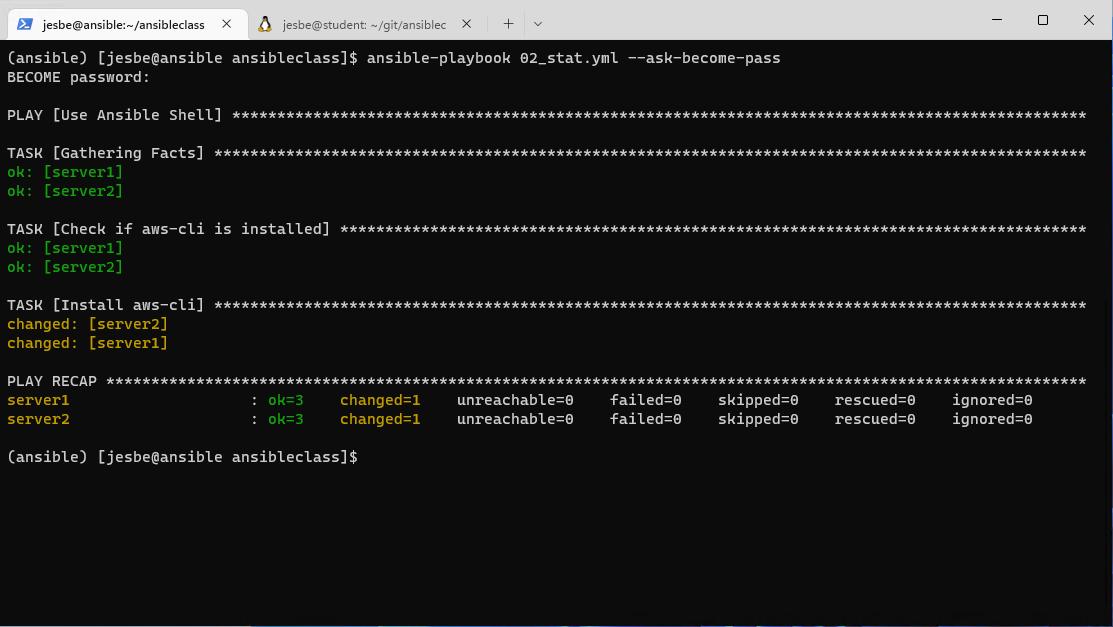 jesbe@ansible:~/ansibleclass
jesbe@student: ~/git/ansiblec
(ansible) [jesbe@ansible ansibleclass]$ ansible-playbook 02_stat.yml --ask-become-pass
BECOME password:
PLAY [Use Ansible Shell] ***********************************************************************************************
TASK [Gathering Facts] *************************************************************************************************
ok: [server1]
ok: [server2]
TASK [Check if aws-cli is installed] ***********************************************************************************
ok: [server1]
ok: [server2]
TASK [Install aws-cli] *************************************************************************************************
changed: [server2]
changed: [server1]
PLAY RECAP *************************************************************************************************************
server1                    : ok=3    changed=1    unreachable=0    failed=0    skipped=0    rescued=0    ignored=0
server2                    : ok=3    changed=1    unreachable=0    failed=0    skipped=0    rescued=0    ignored=0
(ansible) [jesbe@ansible ansibleclass]$